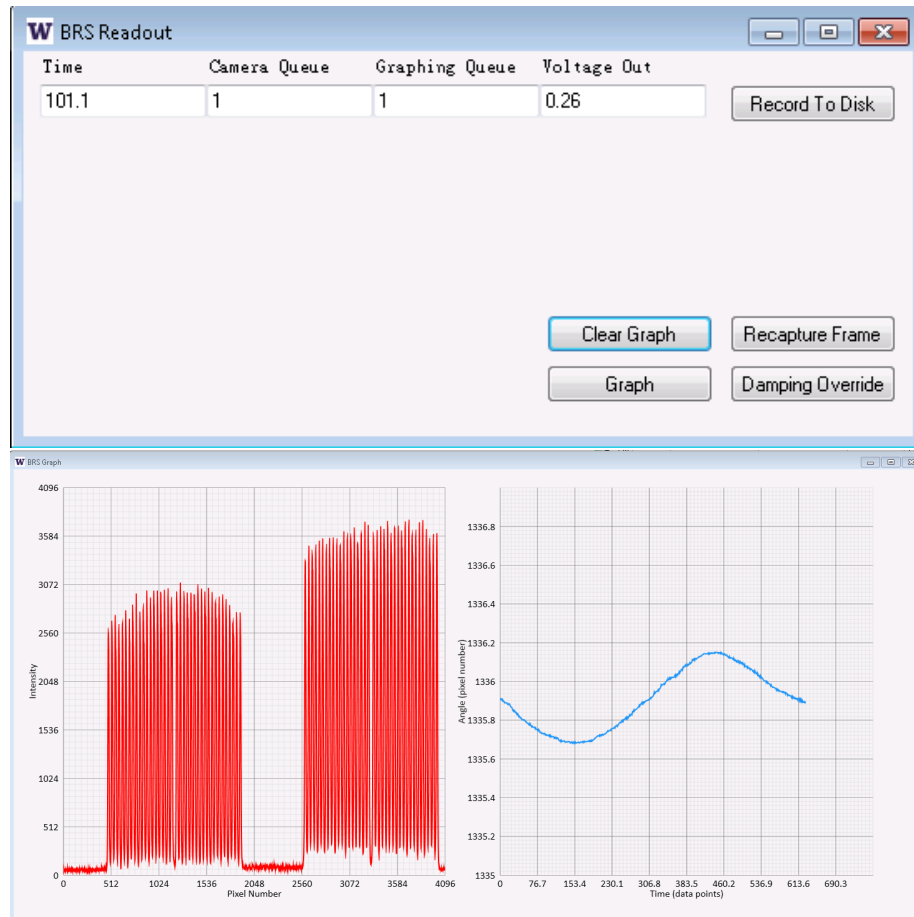 W BRS Readout
Time Camera Queue Graphing Queue Voltage Out
101.1 1 1 0.26 Record To Disk
Clear Graph Recapture Frame
Graph Damping Override
W BRS Graph
4096
3584
3072
2560
2048
1536
1024
512
0
Intensity
0 512 1024 1536 2048 2560 3072 3584 4096
Pixel Number
1336.8
1336.6
1336.4
1336.2
1336
1335.8
1335.6
1335.4
1335.2
1335
Angle (pixel number)
0 76.7 153.4 230.1 306.8 383.5 460.2 536.9 613.6 690.3
Time (data points)